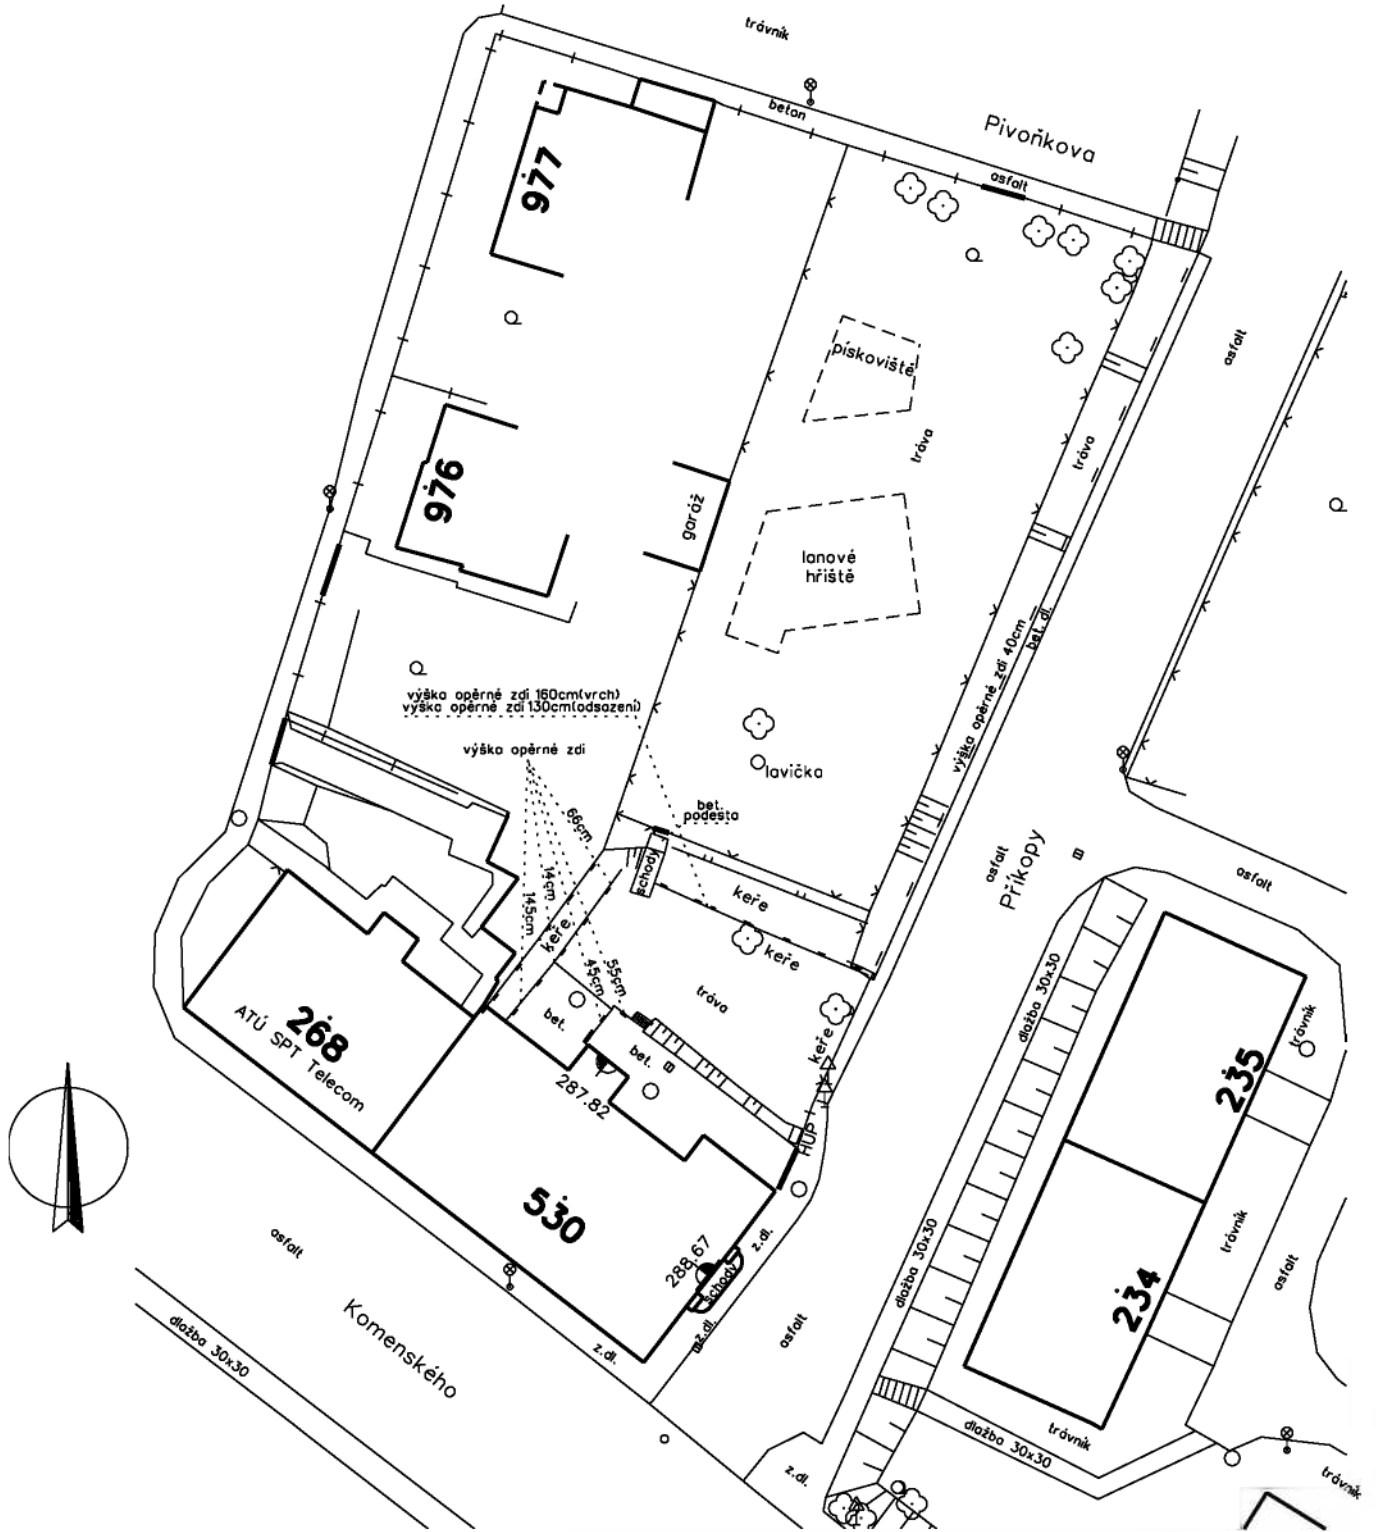 trávník
beton
Pivoňkova
asfalt
977
asfalt
pískoviště
tráva
tráva
976
garáž
lanové
hřiště
bet. dl.
výška opěrné zdi 40cm
výška opěrné zdi 160cm(vrch)
výška opěrné zdi 130cm(odsazení)
výška opěrné zdi
lavička
bet.
podesta
66cm
schody
14cm
145cm
keře
keře
keře
asfalt
Příkopy
asfalt
45cm
55cm
tráva
keře
268
ATÚ SPT Telecom
bet.
bet.
287.82
HUP
dlažba 30x30
trávník
235
530
z.dl.
288.67
schody
z.dl.
asfalt
dlažba 30x30
trávník
asfalt
234
asfalt
Komenského
z.dl.
dlažba 30x30
trávník
dlažba 30x30
z.dl.
trávník